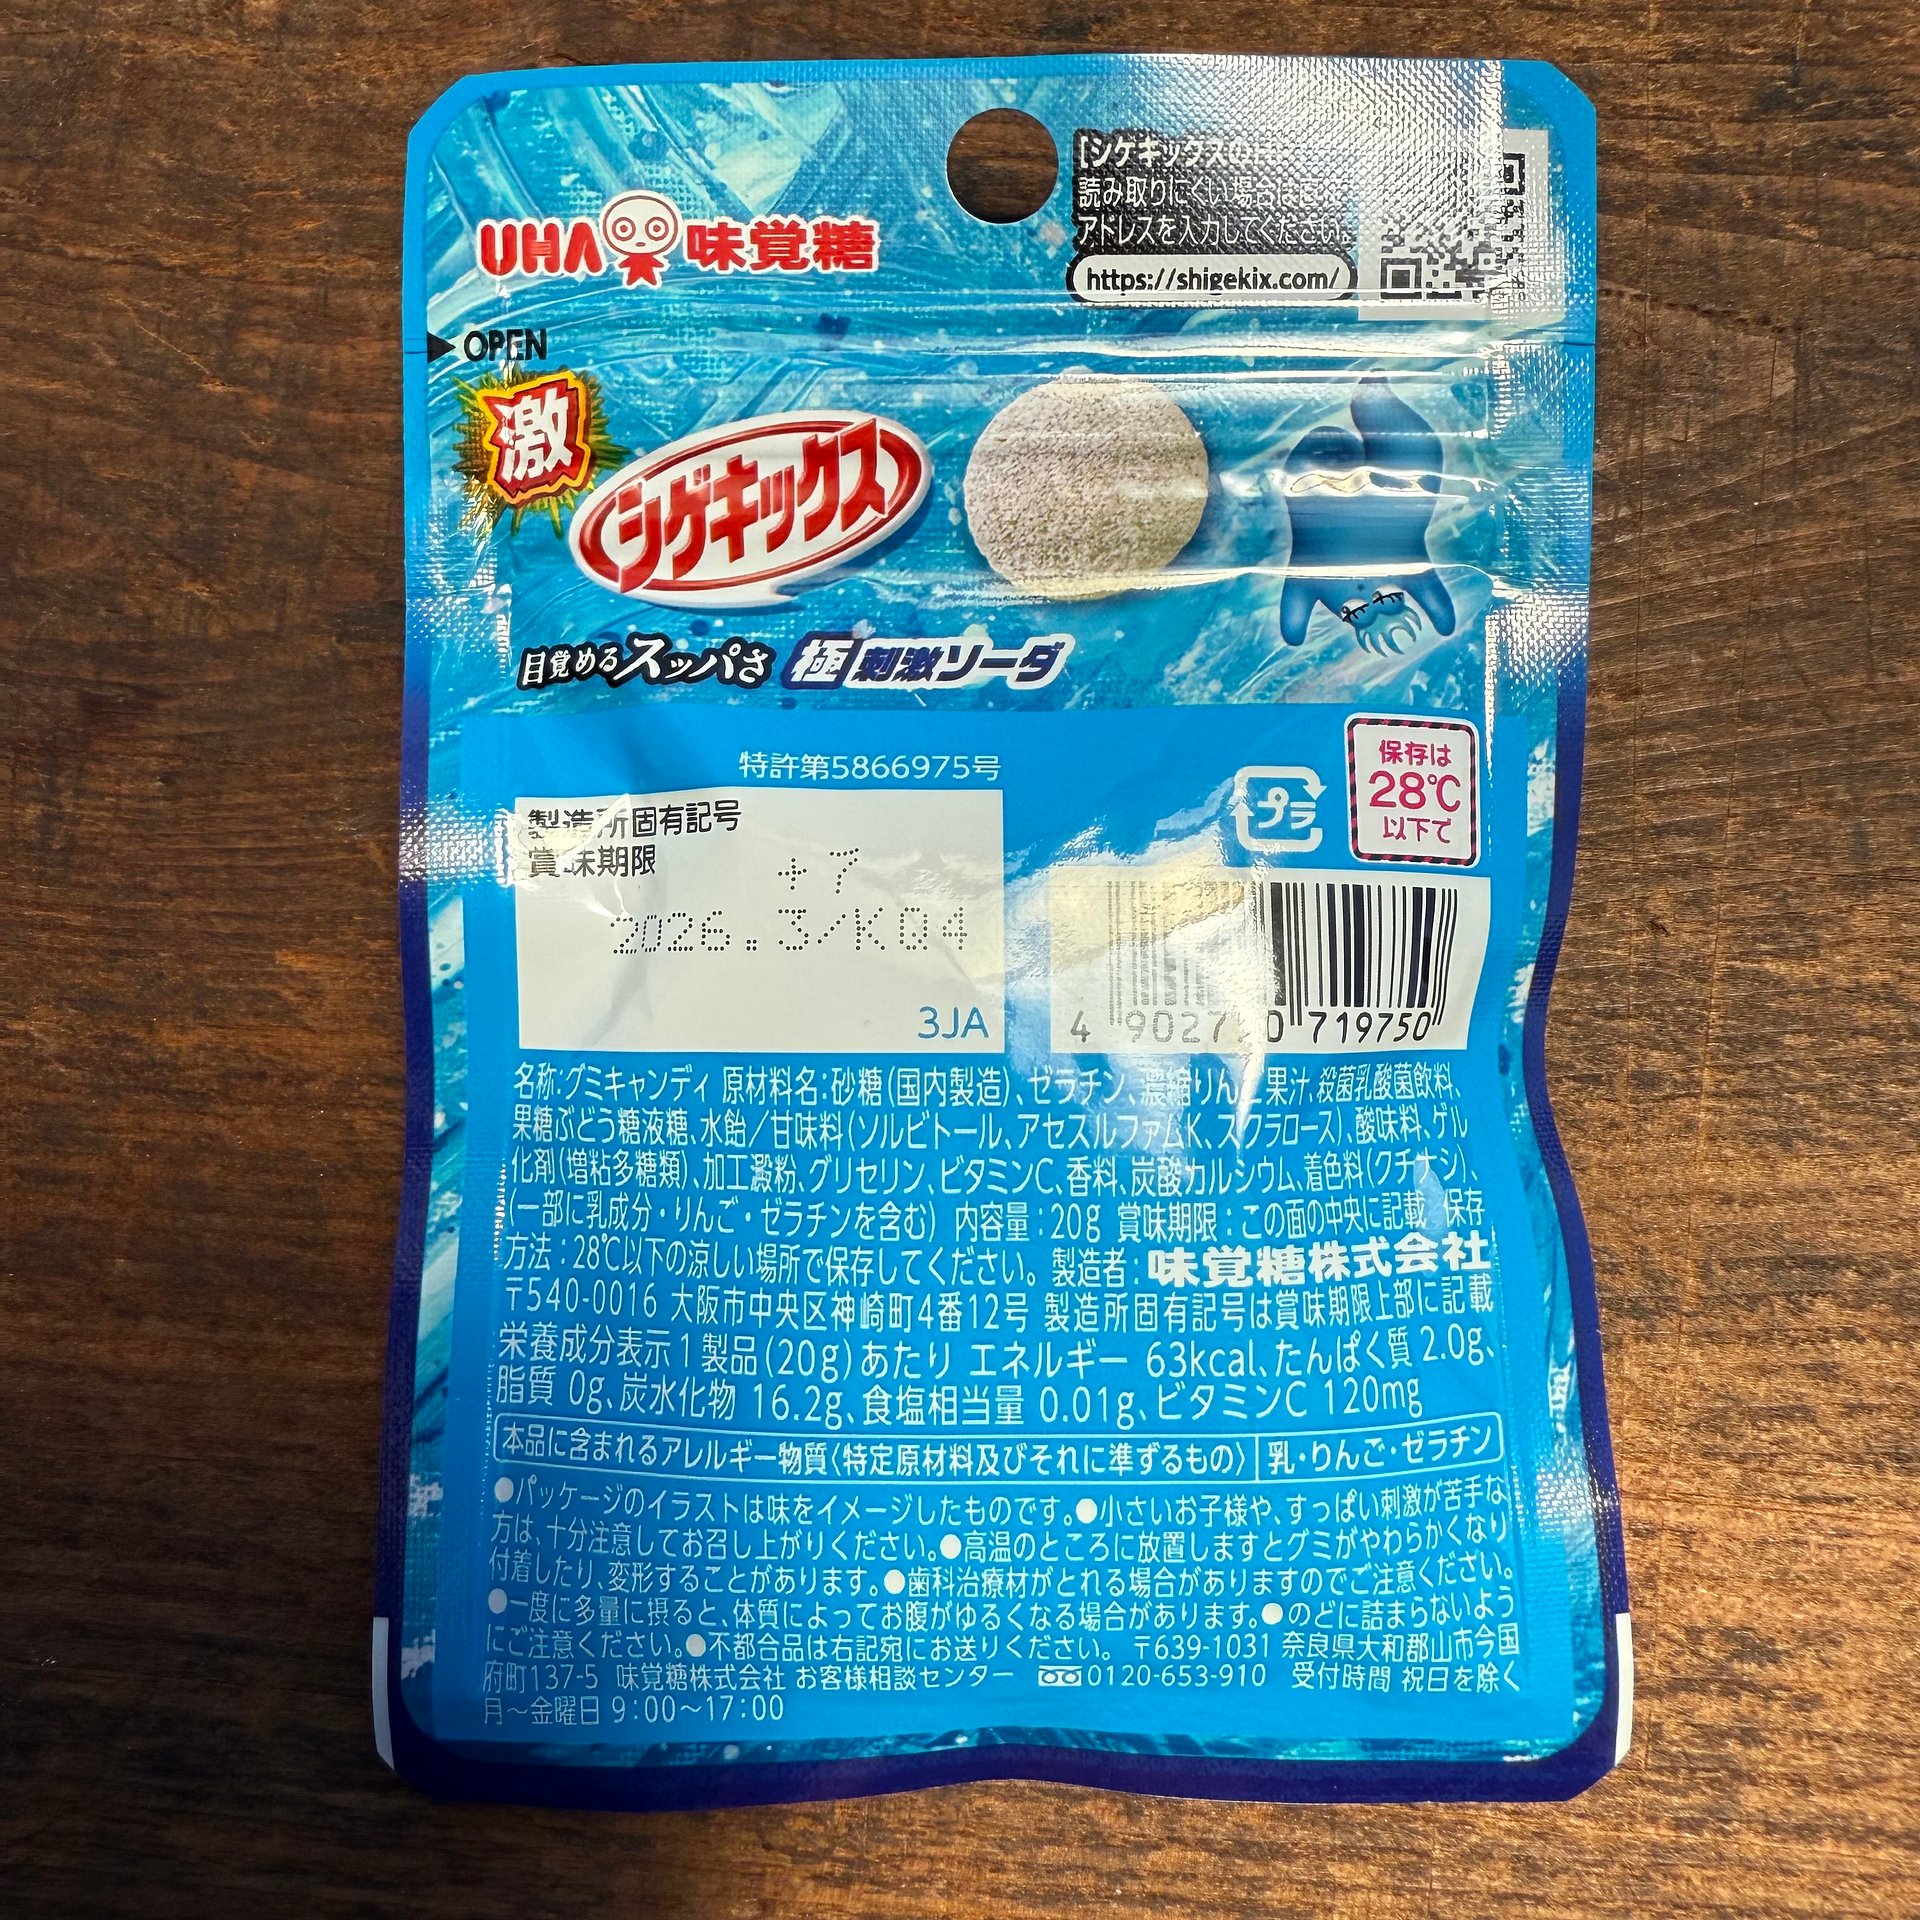 UHA味覚糖
「シゲキックス
読み取りにくい場合は
アドレスを入力してください。
https://shigekix.com/
OPEN
激
シゲキックス
目覚めるスッパさ 極刺激ソーダ
特許第5866975号
保存は
28℃
以下で
プラ
製造所固有記号
賞味期限
+7
2026.3/K04
3JA
4 902750 719750
名称:グミキャンディ 原材料名:砂糖(国内製造)、ゼラチン、濃縮りんご果汁、殺菌乳酸菌飲料、
果糖ぶどう糖液糖、水飴/甘味料(ソルビトール、アセスルファムK、スクラロース)、酸味料、ゲル
化剤(増粘多糖類)、加工澱粉、グリセリン、ビタミンC、香料、炭酸カルシウム、着色料(クチナシ)、
(一部に乳成分・りんご・ゼラチンを含む) 内容量:20g 賞味期限:この面の中央に記載 保存
方法:28℃以下の涼しい場所で保存してください。製造者:味覚糖株式会社
〒540-0016 大阪市中央区神崎町4番12号 製造所固有記号は賞味期限上部に記載
栄養成分表示 1製品(20g)あたり エネルギー 63kcal、たんぱく質 2.0g、
脂質 0g、炭水化物 16.2g、食塩相当量 0.01g、ビタミンC 120mg
本品に含まれるアレルギー物質〈特定原材料及びそれに準ずるもの〉 乳・りんご・ゼラチン
●パッケージのイラストは味をイメージしたものです。●小さいお子様や、すっぱい刺激が苦手な
方は、十分注意してお召し上がりください。●高温のところに放置しますとグミがやわらかくなり
付着したり、変形することがあります。●歯科治療材がとれる場合がありますのでご注意ください。
●一度に多量に摂ると、体質によってお腹がゆるくなる場合があります。●のどに詰まらないよう
にご注意ください。●不都合品は右記宛にお送りください。 〒639-1031 奈良県大和郡山市今国
府町137-5 味覚糖株式会社 お客様相談センター 0120-653-910 受付時間 祝日を除く
月〜金曜日 9:00〜17:00